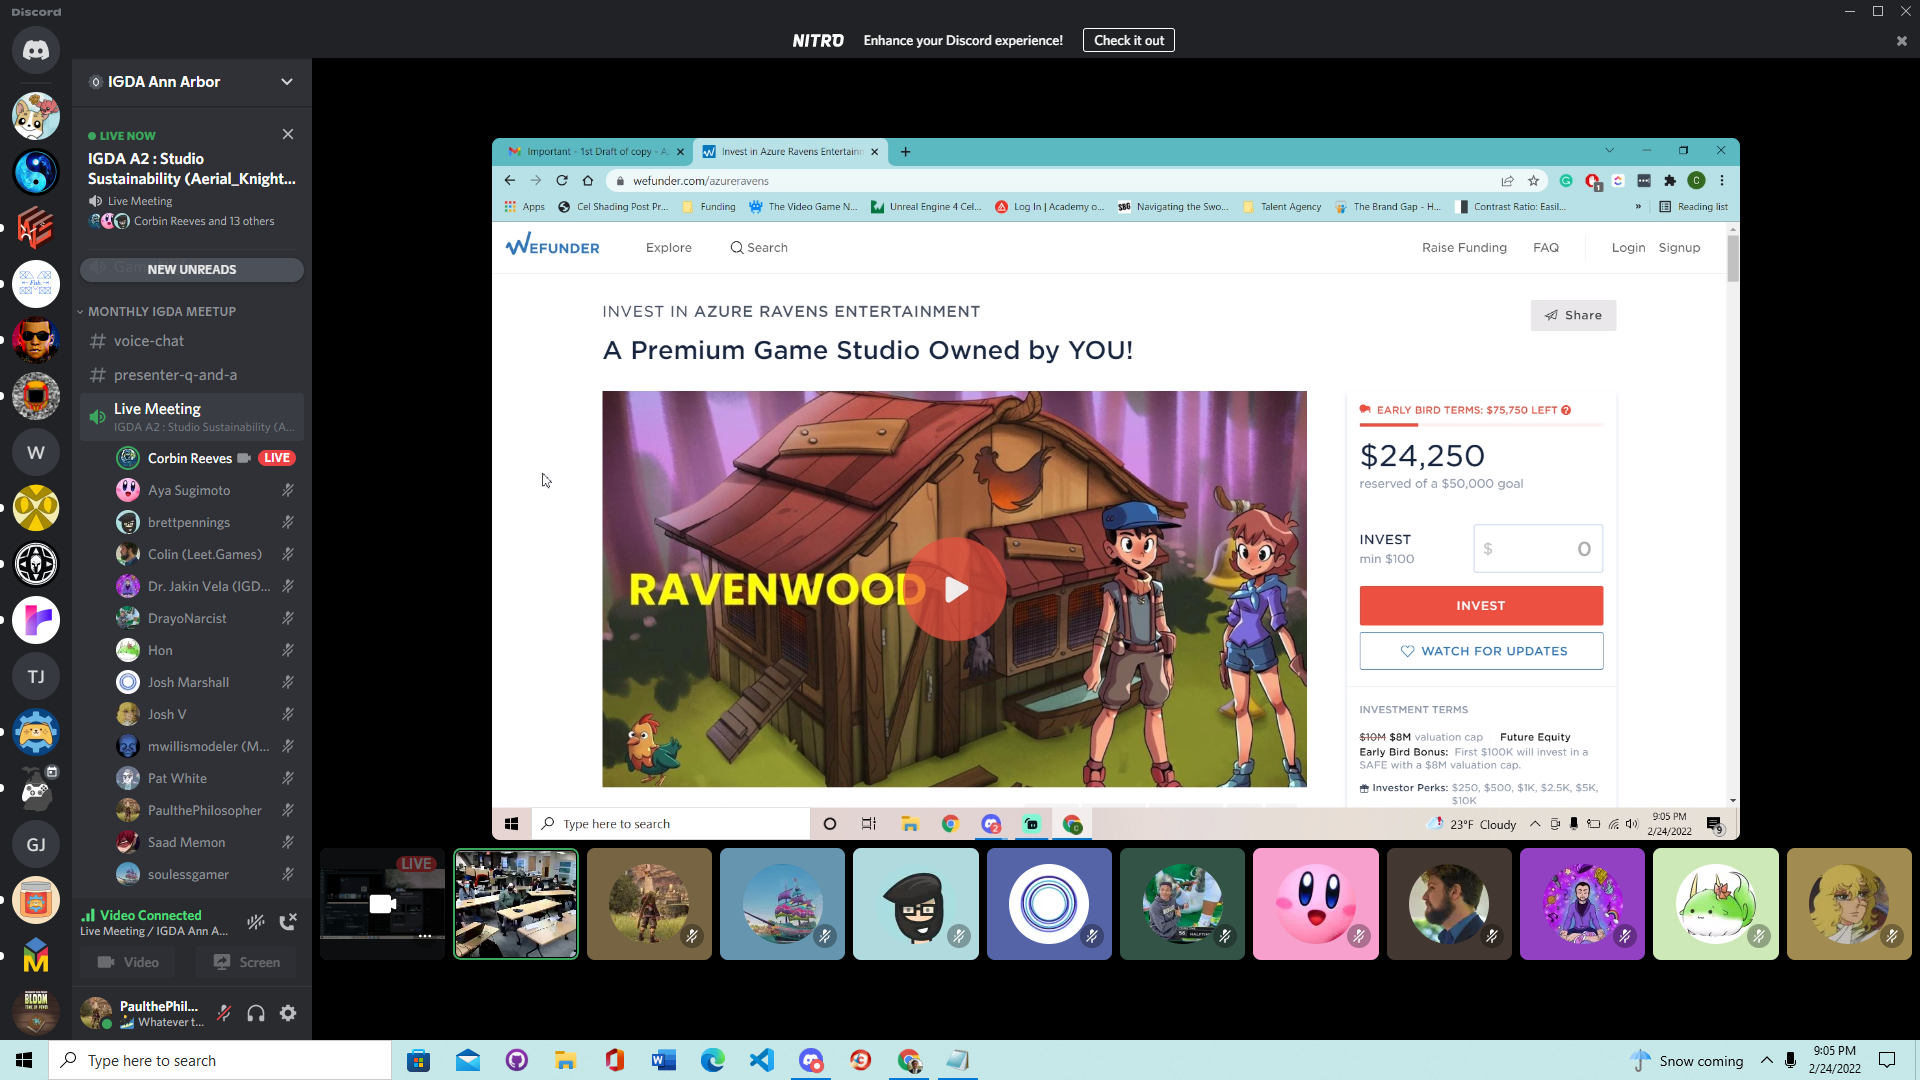 Discord
NITRO Enhance your Discord experience! Check it out
IGDA Ann Arbor
LIVE NOW
IGDA A2 : Studio
Sustainability (Aerial_Knight...
Live Meeting
Corbin Reeves and 13 others
NEW UNREADS
MONTHLY IGDA MEETUP
voice-chat
presenter-q-and-a
Live Meeting
IGDA A2 : Studio Sustainability (A...
Corbin Reeves LIVE
Aya Sugimoto
brettpennings
Colin (Leet.Games)
Dr. Jakin Vela (IGD...
DrayoNarcist
Hon
Josh Marshall
Josh V
mwillismodeler (M...
Pat White
PaulthePhilosopher
Saad Memon
soulessgamer
Video Connected
Live Meeting / IGDA Ann A...
Video Screen
PaulthePhil...
Whatever t...
W
TJ
GJ
BLOOM
Important - 1st Draft of copy - A
Invest in Azure Ravens Entertainm
wefunder.com/azureravens
Apps Cel Shading Post Pr... Funding The Video Game N... Unreal Engine 4 Cel... Log In | Academy o... Navigating the Swo... Talent Agency The Brand Gap - H... Contrast Ratio: Easil... » Reading list
WEFUNDER Explore Search Raise Funding FAQ Login Signup
INVEST IN AZURE RAVENS ENTERTAINMENT
Share
A Premium Game Studio Owned by YOU!
RAVENWOOD
EARLY BIRD TERMS: $75,750 LEFT
$24,250
reserved of a $50,000 goal
INVEST
min $100
$ 0
INVEST
WATCH FOR UPDATES
INVESTMENT TERMS
$10M $8M valuation cap Future Equity
Early Bird Bonus: First $100K will invest in a
SAFE with a $8M valuation cap.
Investor Perks: $250, $500, $1K, $2.5K, $5K,
$10K
Type here to search
23°F Cloudy
9:05 PM
2/24/2022
9
LIVE
Type here to search
Snow coming
9:05 PM
2/24/2022